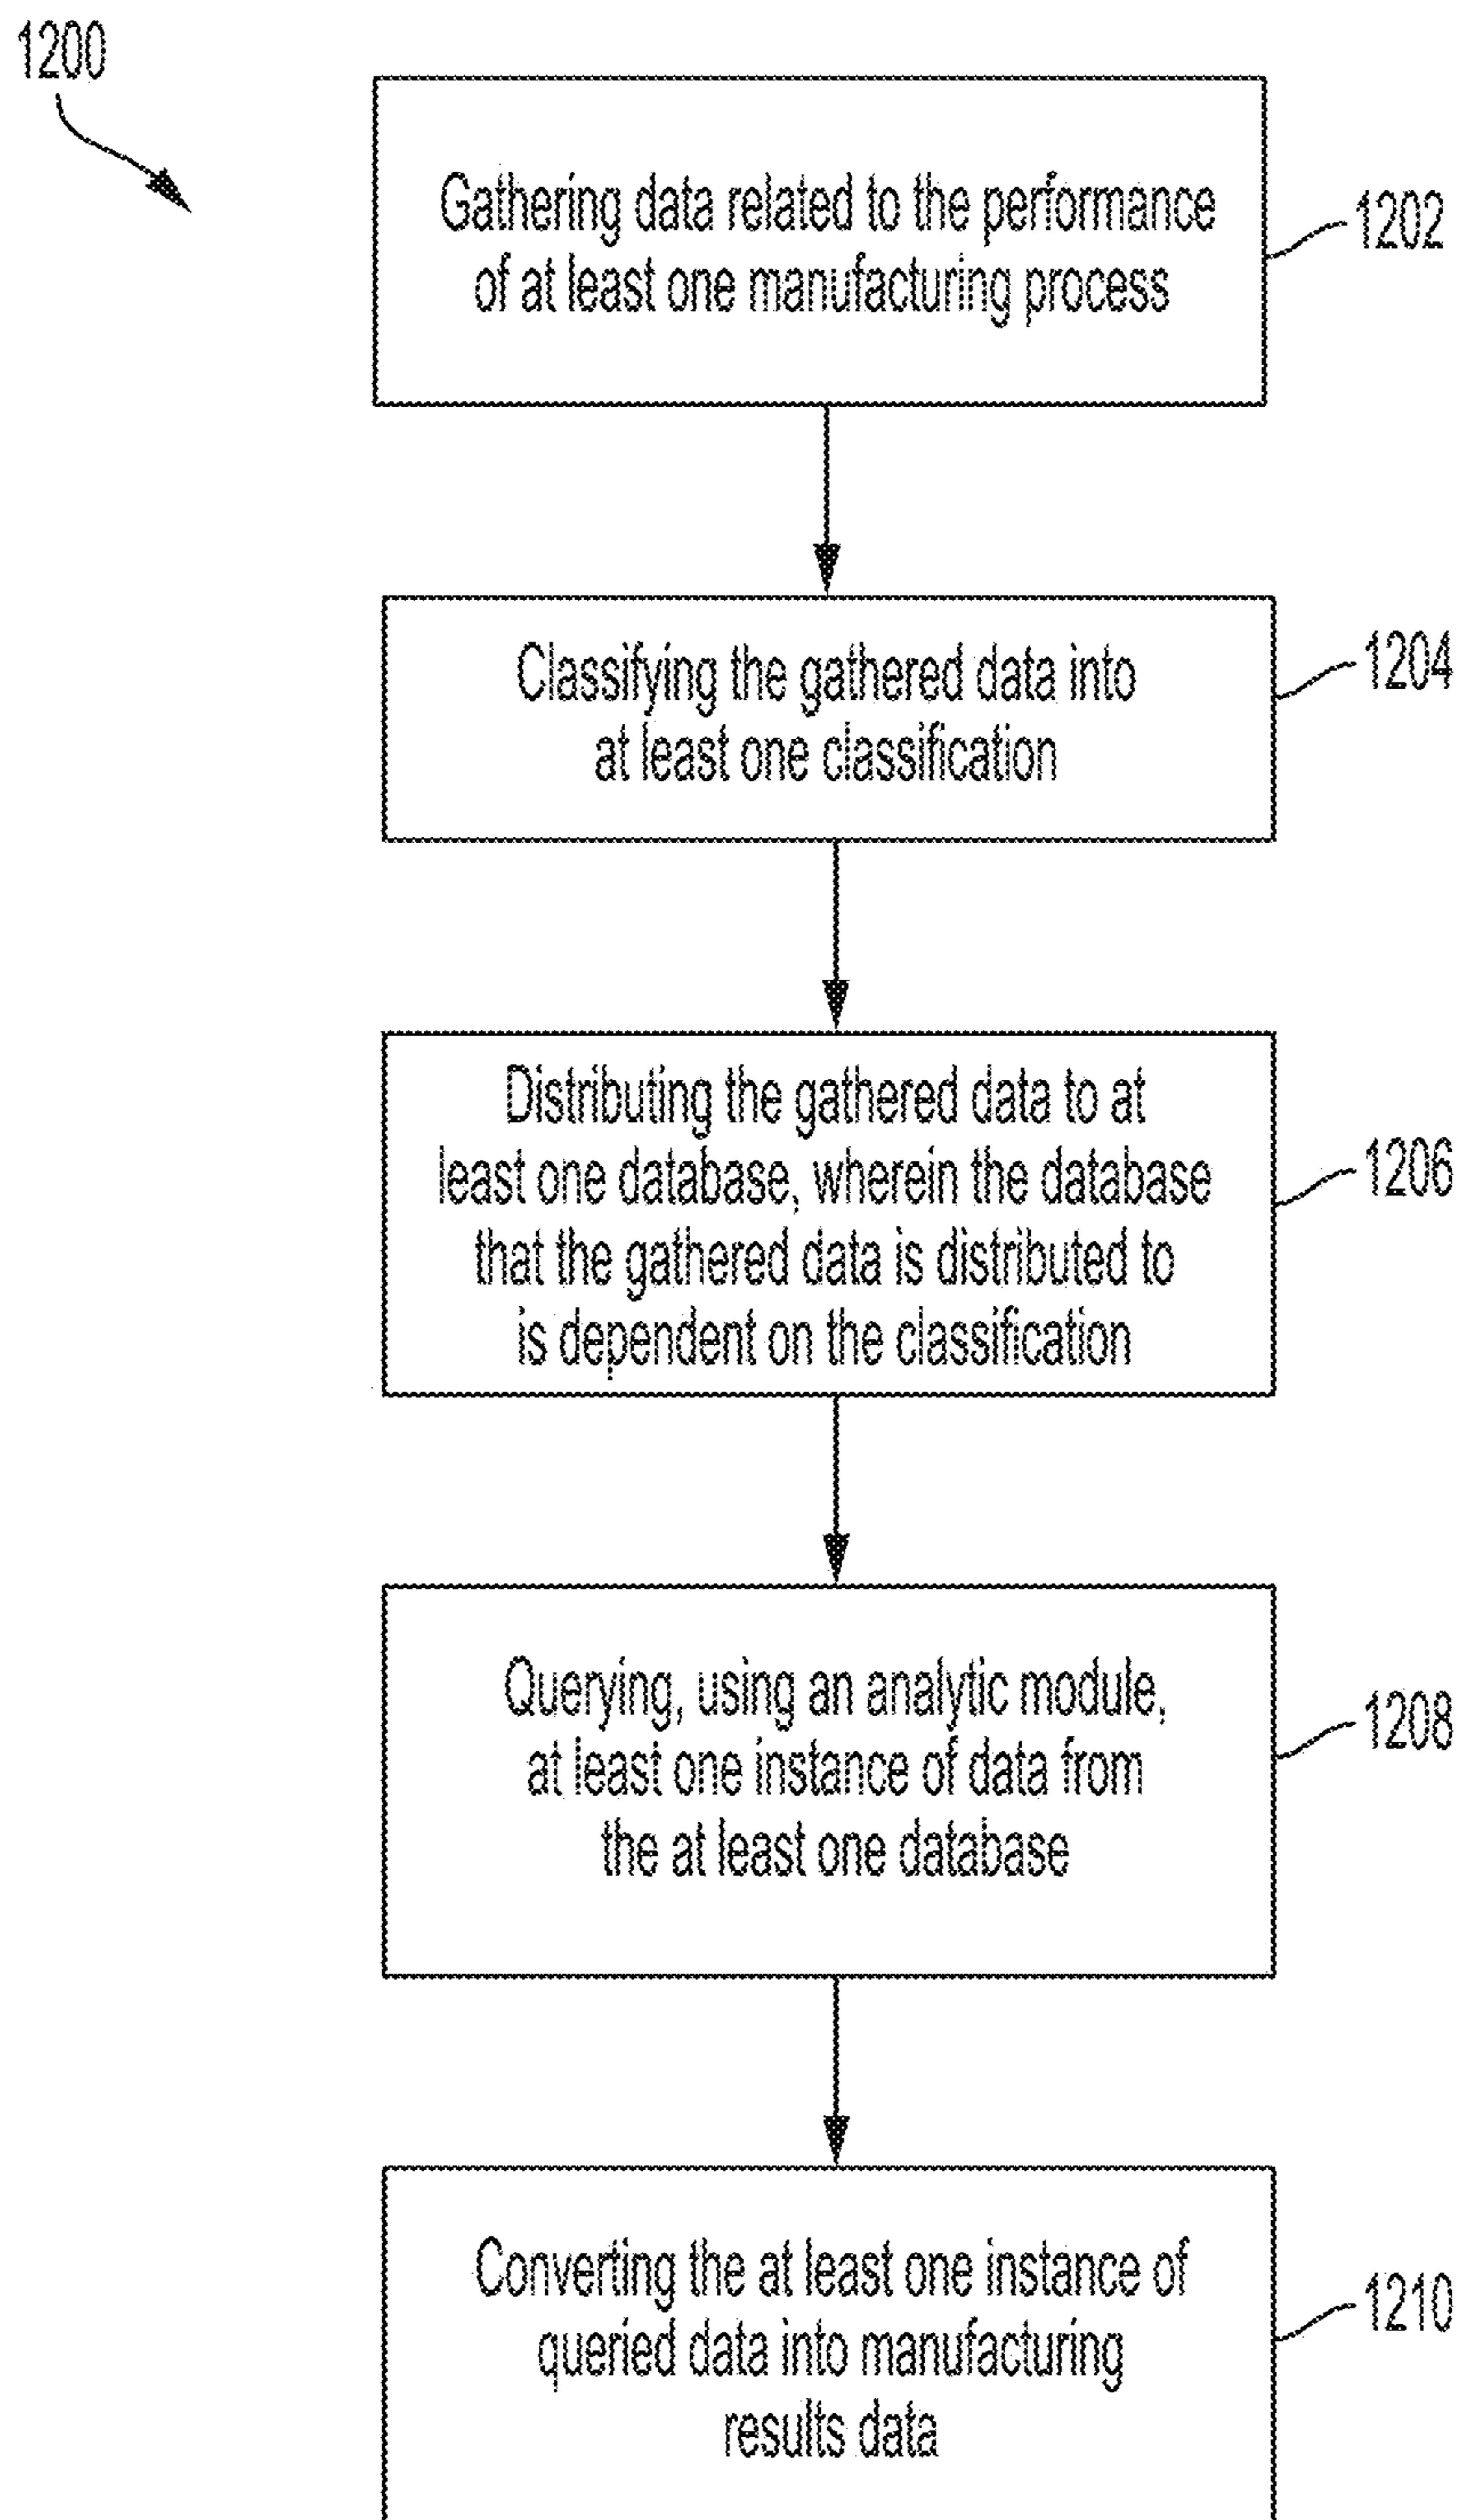 1200
Gathering data related to the performance
of at least one manufacturing process
1202
Classifying the gathered data into
at least one classification
1204
Distributing the gathered data to at
least one database, wherein the database
that the gathered data is distributed to
is dependent on the classification
1206
Querying, using an analytic module,
at least one instance of data from
the at least one database
1208
Converting the at least one instance of
queried data into manufacturing
results data
1210